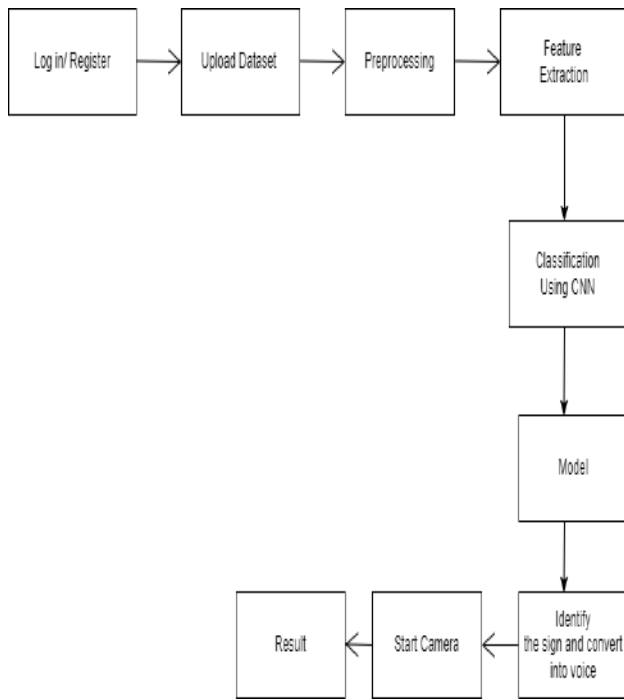 Log in/ Register
Upload Dataset
Preprocessing
Feature
Extraction
Classification
Using CNN
Model
Identify
the sign and convert
into voice
Start Camera
Result